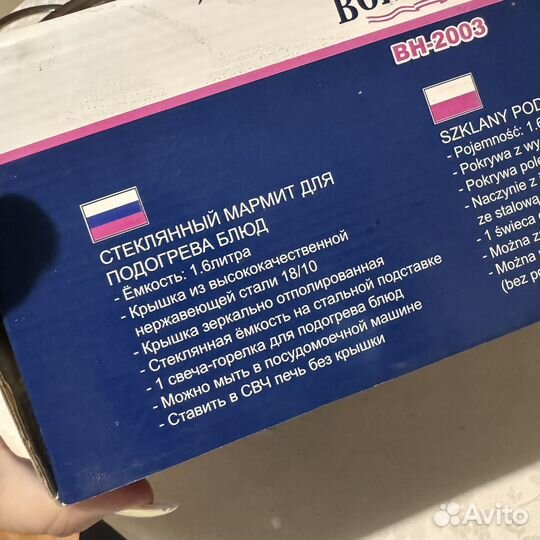 BH-2003
СТЕКЛЯННЫЙ МАРМИТ ДЛЯ
ПОДОГРЕВА БЛЮД
- Ёмкость: 1.6литра
- Крышка из высококачественной
нержавеющей стали 18/10
- Крышка зеркально отполированная
- Стеклянная ёмкость на стальной подставке
- 1 свеча-горелка для подогрева блюд
- Можно мыть в посудомоечной машине
- Ставить в СВЧ печь без крышки
SZKLANY POD
- Pojemność: 1.6
- Pokrywa z wy
- Pokrywa pole
- Naczynie z
ze stalową
- 1 świeca
- Można z
- Można
(bez po
Avito